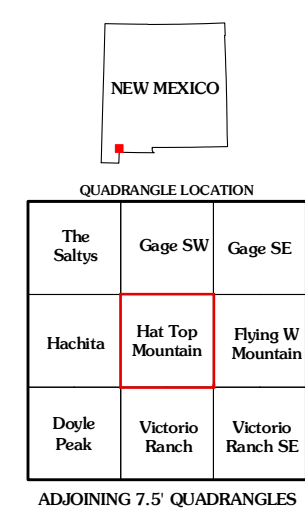 NEW MEXICO
QUADRANGLE LOCATION
The
Saltys
Gage SW
Gage SE
Hachita
Hat Top
Mountain
Flying W
Mountain
Doyle
Peak
Victorio
Ranch
Victorio
Ranch SE
ADJOINING 7.5' QUADRANGLES